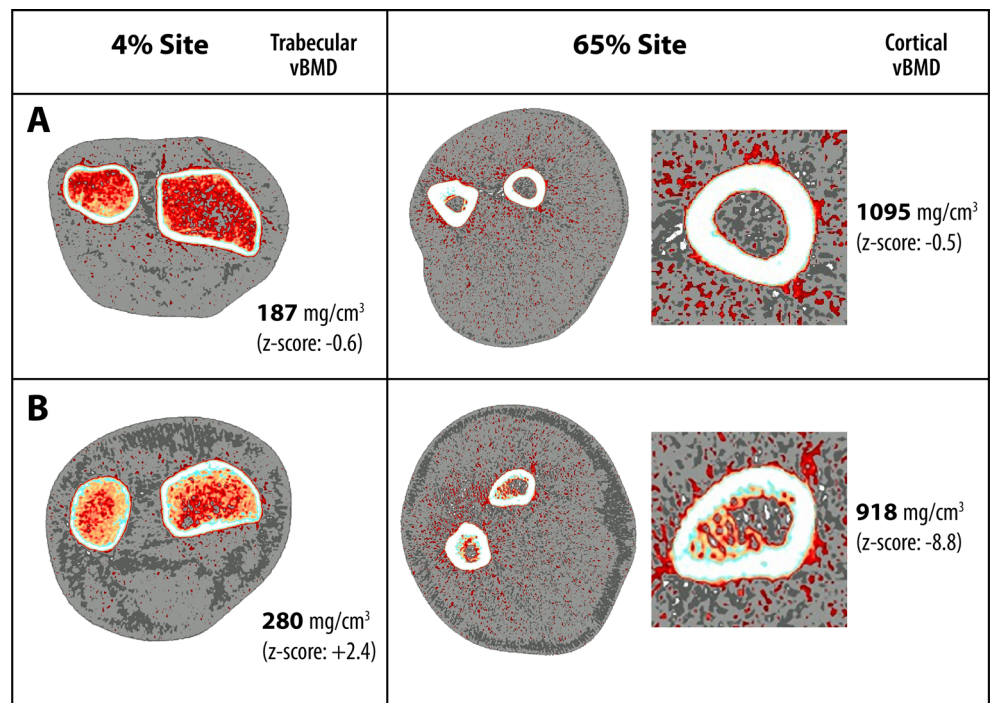 4% Site
Trabecular
vBMD
65% Site
Cortical
vBMD
A
187 mg/cm³
(z-score: -0.6)
1095 mg/cm³
(z-score: -0.5)
B
280 mg/cm³
(z-score: +2.4)
918 mg/cm³
(z-score: -8.8)